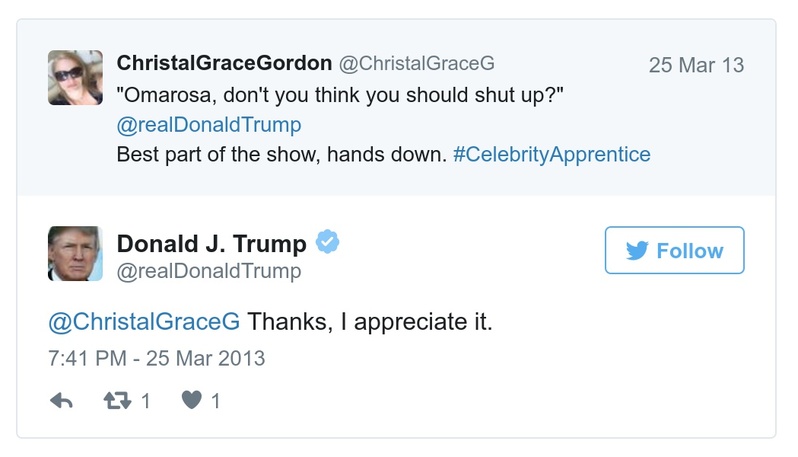 ChristalGraceGordon @ChristalGraceG 25 Mar 13
"Omarosa, don't you think you should shut up?"
@realDonaldTrump
Best part of the show, hands down. #CelebrityApprentice
Donald J. Trump
@realDonaldTrump
Follow
@ChristalGraceG Thanks, I appreciate it.
7:41 PM - 25 Mar 2013
1 1